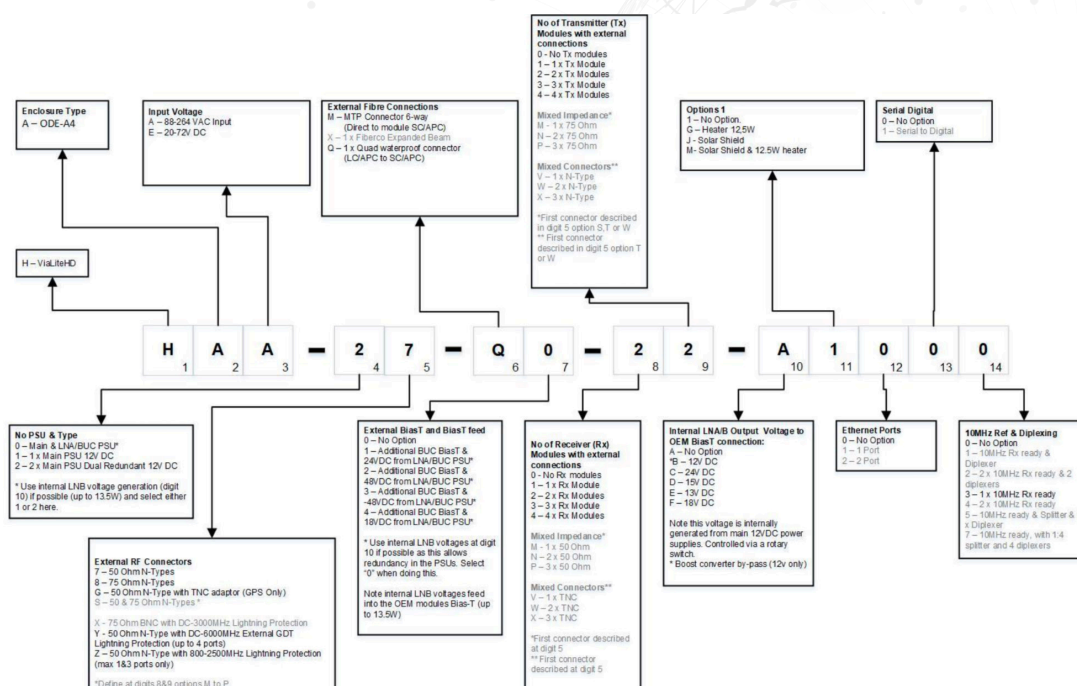 No of Transmitter (Tx)
Modules with external
connections
0 - No Tx modules
1 – 1 x Tx Module
2 – 2 x Tx Modules
3 – 3 x Tx Module
4 – 4 x Tx Modules
Mixed Impedance*
M - 1 x 75 Ohm
N – 2 x 75 Ohm
P – 3 x 75 Ohm
Mixed Connectors**
V – 1 x N-Type
W – 2 x N-Type
X – 3 x N-Type
*First connector described
in digit 5 option S,T or W
** First connector
described in digit 5 option T
or W
Enclosure Type
A – ODE-A4
Input Voltage
A – 88-264 VAC Input
E – 20-72V DC
External Fibre Connections
M – MTP Connector 6-way
(Direct to module SC/APC)
X – 1 x Fiberco Expanded Beam
Q – 1 x Quad waterproof connector
(LC/APC to SC/APC)
Options 1
1 – No Option.
G – Heater 12,5W
J - Solar Shield
M- Solar Shield & 12.5W heater
Serial Digital
0 – No Option
1 – Serial to Digital
H – ViaLiteHD
H A A – 2 7 – Q 0 – 2 2 – A 1 0 0 0
1 2 3 4 5 6 7 8 9 10 11 12 13 14
No PSU & Type
0 – Main & LNA/BUC PSU*
1 – 1 x Main PSU 12V DC
2 – 2 x Main PSU Dual Redundant 12V DC
* Use internal LNB voltage generation (digit
10) if possible (up to 13.5W) and select either
1 or 2 here.
External RF Connectors
7 – 50 Ohm N-Types
8 – 75 Ohm N-Types
G – 50 Ohm N-Type with TNC adaptor (GPS Only)
S – 50 & 75 Ohm N-Types *
X - 75 Ohm BNC with DC-3000MHz Lightning Protection
Y - 50 Ohm N-Type with DC-6000MHz External GDT
Lightning Protection (up to 4 ports)
Z – 50 Ohm N-Type with 800-2500MHz Lightning Protection
(max 1&3 ports only)
*Define at digits 8&9 options M to P
External BiasT and BiasT feed
0 – No Option
1 – Additional BUC BiasT &
24VDC from LNA/BUC PSU*
2 – Additional BUC BiasT &
48VDC from LNA/BUC PSU*
3 – Additional BUC BiasT &
-48VDC from LNA/BUC PSU*
4 – Additional BUC BiasT &
18VDC from LNA/BUC PSU*
* Use internal LNB voltages at digit
10 if possible as this allows
redundancy in the PSUs. Select
"0" when doing this.
Note internal LNB voltages feed
into the OEM modules Bias-T (up
to 13.5W)
No of Receiver (Rx)
Modules with external
connections
0 - No Rx modules
1 – 1 x Rx Module
2 – 2 x Rx Modules
3 – 3 x Rx Modules
4 – 4 x Rx Modules
Mixed Impedance*
M - 1 x 50 Ohm
N – 2 x 50 Ohm
P – 3 x 50 Ohm
Mixed Connectors**
V – 1 x TNC
W – 2 x TNC
X – 3 x TNC
*First connector described
at digit 5
** First connector
described at digit 5
Internal LNA/B Output Voltage to
OEM BiasT connection:
A – No Option
*B – 12V DC
C – 24V DC
D – 15V DC
E – 13V DC
F – 18V DC
Note this voltage is internally
generated from main 12VDC power
supplies. Controlled via a rotary
switch.
* Boost converter by-pass (12v only)
Ethernet Ports
0 – No Option
1 – 1 Port
2 – 2 Port
10MHz Ref & Diplexing
0 – No Option
1 – 10MHz Rx ready &
Diplexer
2 – 2 x 10MHz Rx ready & 2
diplexers
3 – 1 x 10MHz Rx ready
4 – 2 x 10MHz Rx ready
5 – 10MHz ready & Splitter &
x Diplexer
7 – 10MHz ready, with 1:4
splitter and 4 diplexers